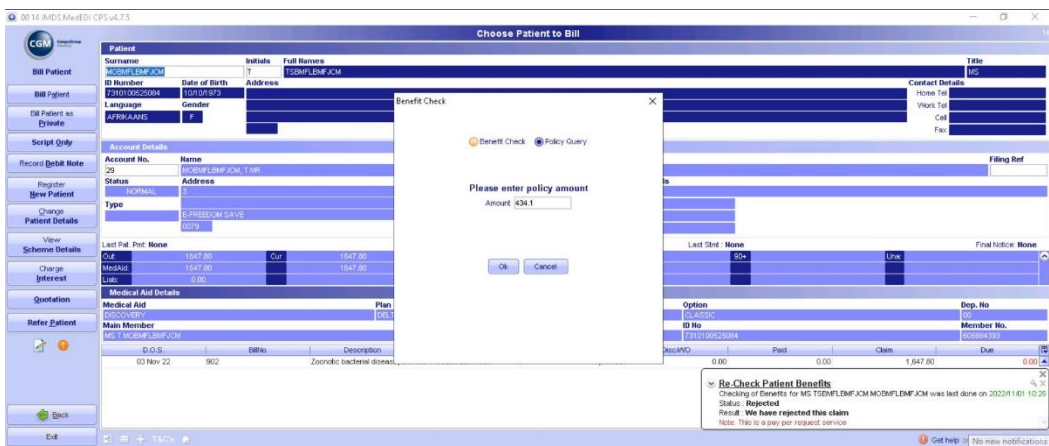 00 14 JMDS MedEDI CPS v4.7.5
Choose Patient to Bill
CGM CompuGroup Medical
Bill Patient
Bill Patient
Bill Patient as
Private
Script Only
Record Debit Note
Register
New Patient
Change
Patient Details
View
Scheme Details
Charge
Interest
Quotation
Refer Patient
Back
Exit
Patient
Surname Initials Full Names Title
MOBMFLBMFJCM T TSBMFLBMFJCM MS
ID Number Date of Birth Address Contact Details
7310100525084 10/10/1973 Home Tel
Language Gender Work Tel
AFRIKAANS F Cell
Fax
Account Details
Account No. Name Filing Ref
29 MOBMFLBMFJCM, T MR
Status Address
NORMAL 3
Type
E-FREEDOM SAVE
0079
Last Pat. Pmt: None Last Stmt : None Final Notice: None
Out: 1647.80 Cur 1647.80 90+ Una:
MedAid: 1647.80 1647.80
Liab: 0.00
Medical Aid Details
Medical Aid Plan Option Dep. No
DISCOVERY DELT CLASSIC 00
Main Member ID No Member No.
MS T MOBMFLBMFJCM 7310100525084 606884393
D.O.S. BillNo Description Disc/W/O Paid Claim Due
03 Nov 22 902 Zoonotic bacterial diseas 0.00 0.00 1,647.80 0.00
Benefit Check
Benefit Check Policy Query
Please enter policy amount
Amount 434.1
Ok Cancel
Re-Check Patient Benefits
Checking of Benefits for MS TSEMFLBMFJCM MOBMFLBMFJCM was last done on 2022/11/01 10:26
Status : Rejected
Result : We have rejected this claim
Note: This is a pay per request service
T&C's
Get help
No new notifications